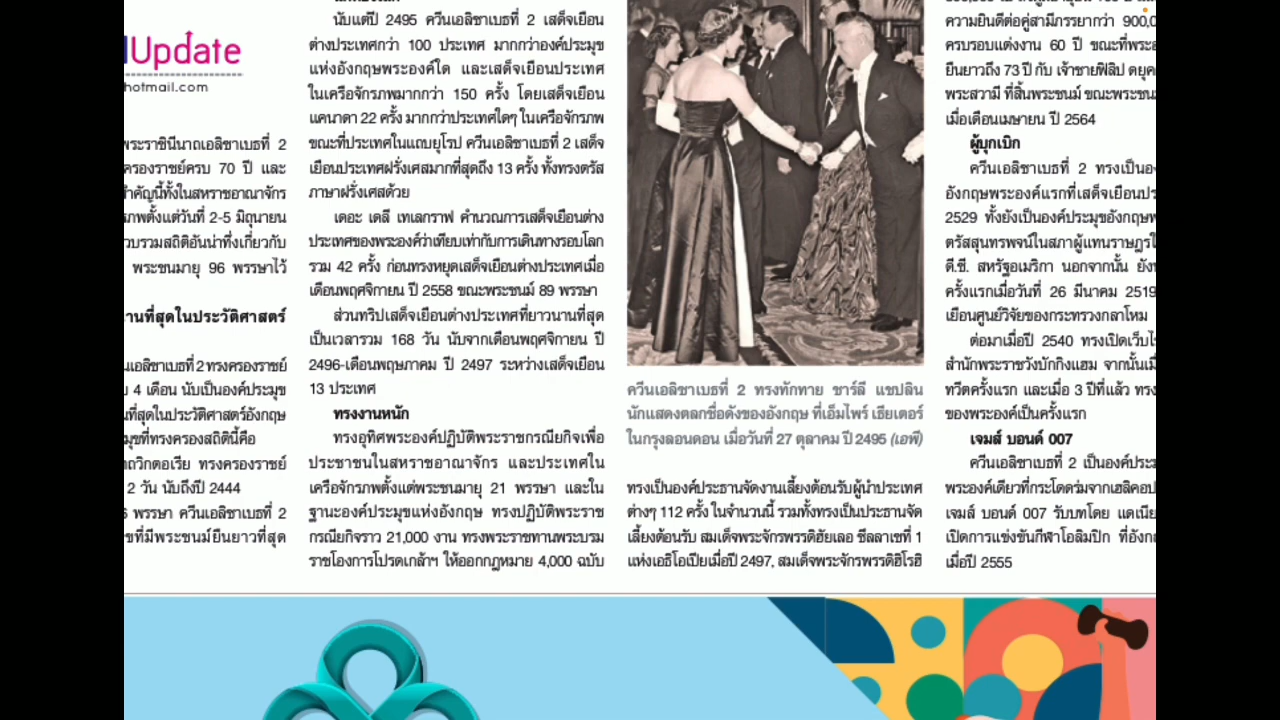 Update
hotmail.com
พระราชินีนาถเอลิซาเบธที่ 2
ครองราชย์ครบ 70 ปี และ
สำคัญนี้ทั้งในสหราชอาณาจักร
ภพตั้งแต่วันที่ 2-5 มิถุนายน
วบรวมสถิติอันน่าทึ่งเกี่ยวกับ
พระชนมายุ 96 พรรษาไว้
านที่สุดในประวัติศาสตร์
นเอลิซาเบธที่ 2 ทรงครองราชย์
4 เดือน นับเป็นองค์ประมุข
นที่สุดในประวัติศาสตร์อังกฤษ
มุขที่ทรงครองสถิตินี้คือ
ถวิกตอเรีย ทรงครองราชย์
2 วัน นับถึงปี 2444
พรรษา ควีนเอลิซาเบธที่ 2
ขที่มีพระชนม์ยืนยาวที่สุด
นับแต่ปี 2495 ควีนเอลิซาเบธที่ 2 เสด็จเยือน
ต่างประเทศกว่า 100 ประเทศ มากกว่าองค์ประมุข
แห่งอังกฤษพระองค์ใด และเสด็จเยือนประเทศ
ในเครือจักรภพมากกว่า 150 ครั้ง โดยเสด็จเยือน
แคนาดา 22 ครั้ง มากกว่าประเทศใดๆ ในเครือจักรภพ
ขณะที่ประเทศในแถบยุโรป ควีนเอลิซาเบธที่ 2 เสด็จ
เยือนประเทศฝรั่งเศสมากที่สุดถึง 13 ครั้ง ทั้งทรงตรัส
ภาษาฝรั่งเศสด้วย
เดอะ เดลี เทเลกราฟ คำนวณการเสด็จเยือนต่าง
ประเทศของพระองค์ว่าเทียบเท่ากับการเดินทางรอบโลก
รวม 42 ครั้ง ก่อนทรงหยุดเสด็จเยือนต่างประเทศเมื่อ
เดือนพฤศจิกายน ปี 2558 ขณะพระชนม์ 89 พรรษา
ส่วนทริปเสด็จเยือนต่างประเทศที่ยาวนานที่สุด
เป็นเวลารวม 168 วัน นับจากเดือนพฤศจิกายน ปี
2496-เดือนพฤษภาคม ปี 2497 ระหว่างเสด็จเยือน
13 ประเทศ
ทรงงานหนัก
ทรงอุทิศพระองค์ปฏิบัติพระราชกรณียกิจเพื่อ
ประชาชนในสหราชอาณาจักร และประเทศใน
เครือจักรภพตั้งแต่พระชนมายุ 21 พรรษา และใน
ฐานะองค์ประมุขแห่งอังกฤษ ทรงปฏิบัติพระราช
กรณียกิจราว 21,000 งาน ทรงพระราชทานพระบรม
ราชโองการโปรดเกล้าฯ ให้ออกกฎหมาย 4,000 ฉบับ
ควีนเอลิซาเบธที่ 2 ทรงทักทาย ชาร์ลี แชปลิน
นักแสดงตลกชื่อดังของอังกฤษ ที่เอ็มไพร์ เธียเตอร์
ในกรุงลอนดอน เมื่อวันที่ 27 ตุลาคม ปี 2495 (เอพี)
ทรงเป็นองค์ประธานจัดงานเลี้ยงต้อนรับผู้นำประเทศ
ต่างๆ 112 ครั้ง ในจำนวนนี้ รวมทั้งทรงเป็นประธานจัด
เลี้ยงต้อนรับ สมเด็จพระจักรพรรดิฮัยเลอ ซีลลาเซที่ 1
แห่งเอธิโอเปียเมื่อปี 2497, สมเด็จพระจักรพรรดิฮิโรฮิ
ความยินดีต่อคู่สามีภรรยากว่า 900,0
ครบรอบแต่งงาน 60 ปี ขณะที่พระอ
ยืนยาวถึง 73 ปี กับ เจ้าชายฟิลิป ดยุค
พระสวามี ที่สิ้นพระชนม์ ขณะพระชน
เมื่อเดือนเมษายน ปี 2564
ผู้บุกเบิก
ควีนเอลิซาเบธที่ 2 ทรงเป็นอง
อังกฤษพระองค์แรกที่เสด็จเยือนปร
2529 ทั้งยังเป็นองค์ประมุขอังกฤษพ
ตรัสสุนทรพจน์ในสภาผู้แทนราษฎรใ
ดี.ซี. สหรัฐอเมริกา นอกจากนั้น ยัง
ครั้งแรกเมื่อวันที่ 26 มีนาคม 2519
เยือนศูนย์วิจัยของกระทรวงกลาโหม
ต่อมาเมื่อปี 2540 ทรงเปิดเว็บไ
สำนักพระราชวังบักกิงแฮม จากนั้นเมื่
ทวีตครั้งแรก และเมื่อ 3 ปีที่แล้ว ทรง
ของพระองค์เป็นครั้งแรก
เจมส์ บอนด์ 007
ควีนเอลิซาเบธที่ 2 เป็นองค์ประม
พระองค์เดียวที่กระโดดร่มจากเฮลิคอป
เจมส์ บอนด์ 007 รับบทโดย แดเนีย
เปิดการแข่งขันกีฬาโอลิมปิก ที่อังก
เมื่อปี 2555